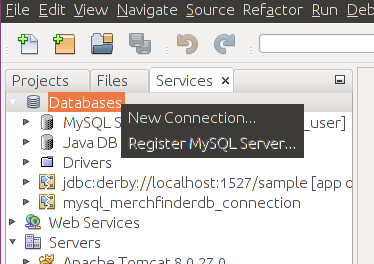 File Edit View Navigate Source Refactor Run Deb
Projects Files Services
Databases
New Connection...
MySQL S _user]
Register MySQL Server...
Java DB
Drivers
jdbc:derby://localhost:1527/sample [app o
mysql_merchfinderdb_connection
Web Services
Servers
Apache Tomcat 8.0.27.0